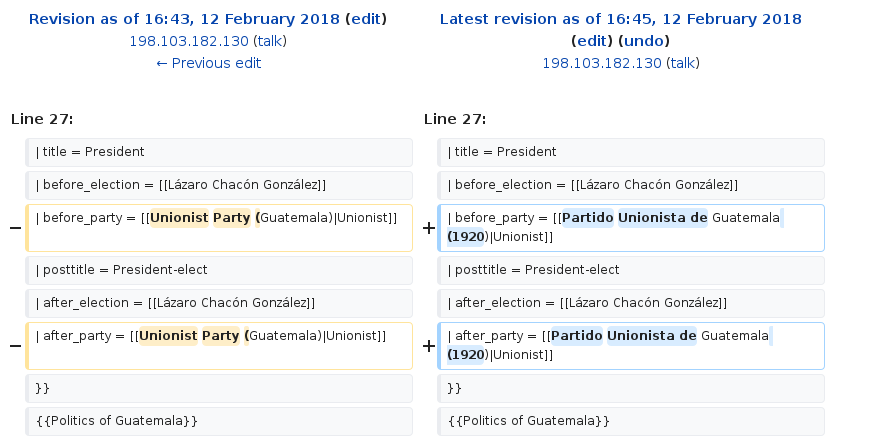 Revision as of 16:43, 12 February 2018 (edit)
198.103.182.130 (talk)
← Previous edit
Latest revision as of 16:45, 12 February 2018
(edit) (undo)
198.103.182.130 (talk)
Line 27:
Line 27:
| title = President
| title = President
| before_election = [[Lázaro Chacón González]]
| before_election = [[Lázaro Chacón González]]
− | before_party = [[Unionist Party (Guatemala)|Unionist]]
+ | before_party = [[Partido Unionista de Guatemala
(1920)|Unionist]]
| posttitle = President-elect
| posttitle = President-elect
| after_election = [[Lázaro Chacón González]]
| after_election = [[Lázaro Chacón González]]
− | after_party = [[Unionist Party (Guatemala)|Unionist]]
+ | after_party = [[Partido Unionista de Guatemala
(1920)|Unionist]]
}}
}}
{{Politics of Guatemala}}
{{Politics of Guatemala}}